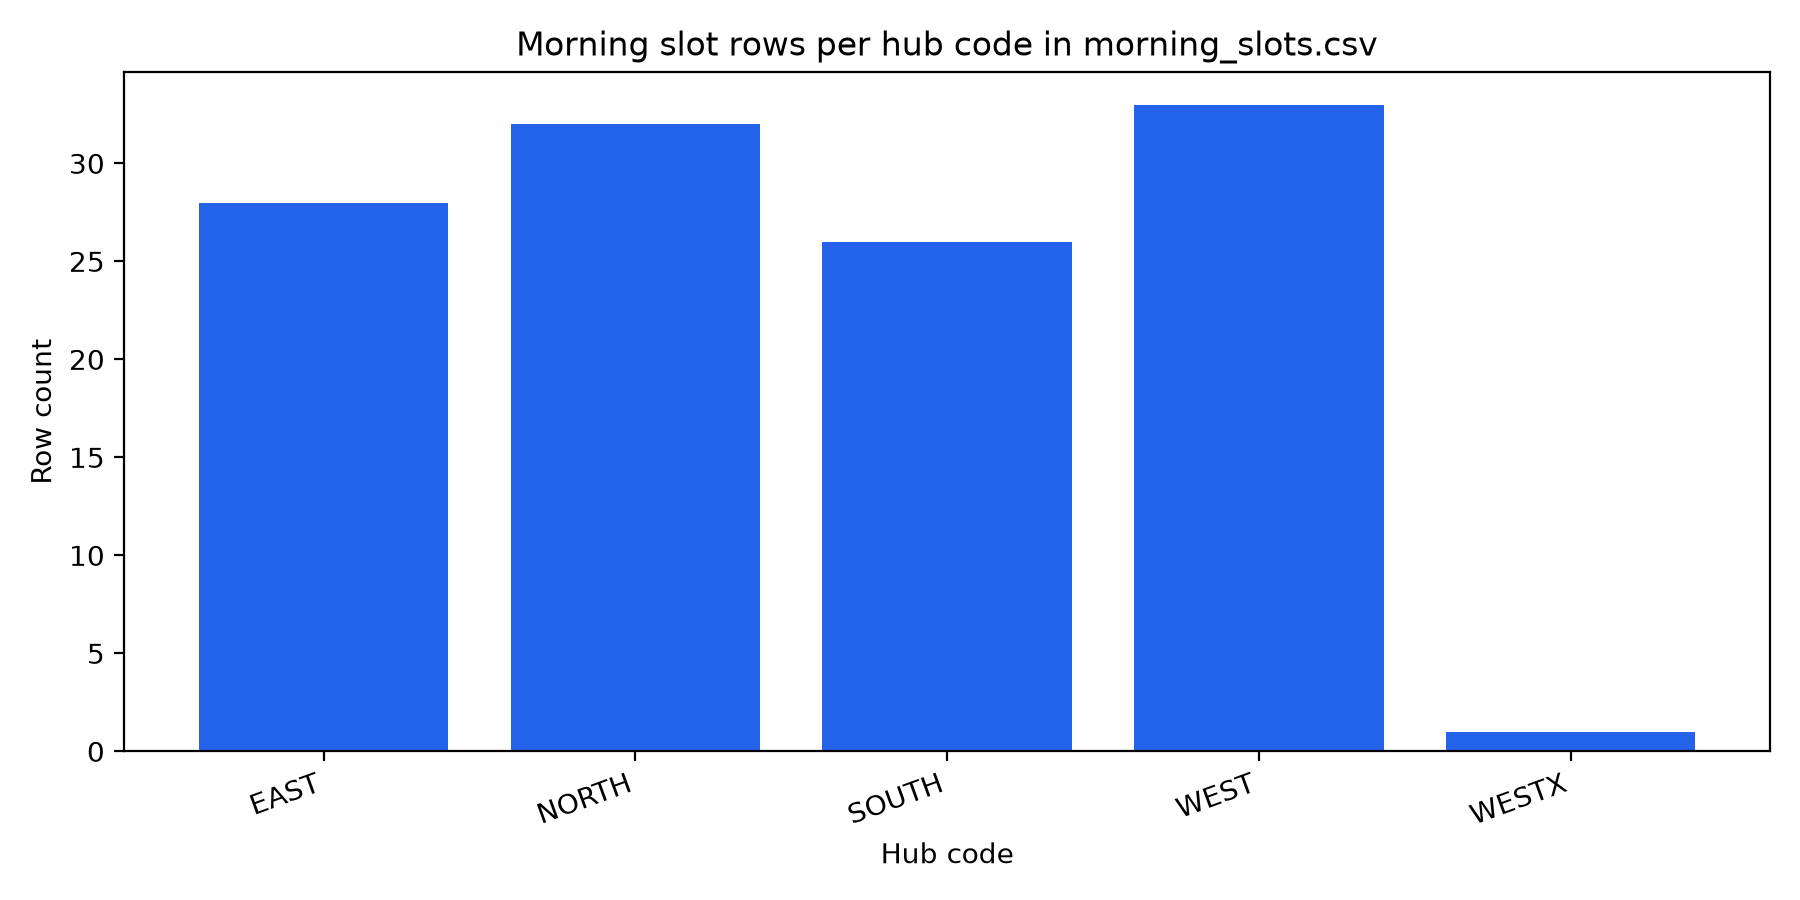 Morning slot rows per hub code in morning_slots.csv
Row count
30
25
20
15
10
5
0
EAST
NORTH
SOUTH
WEST
WESTX
Hub code